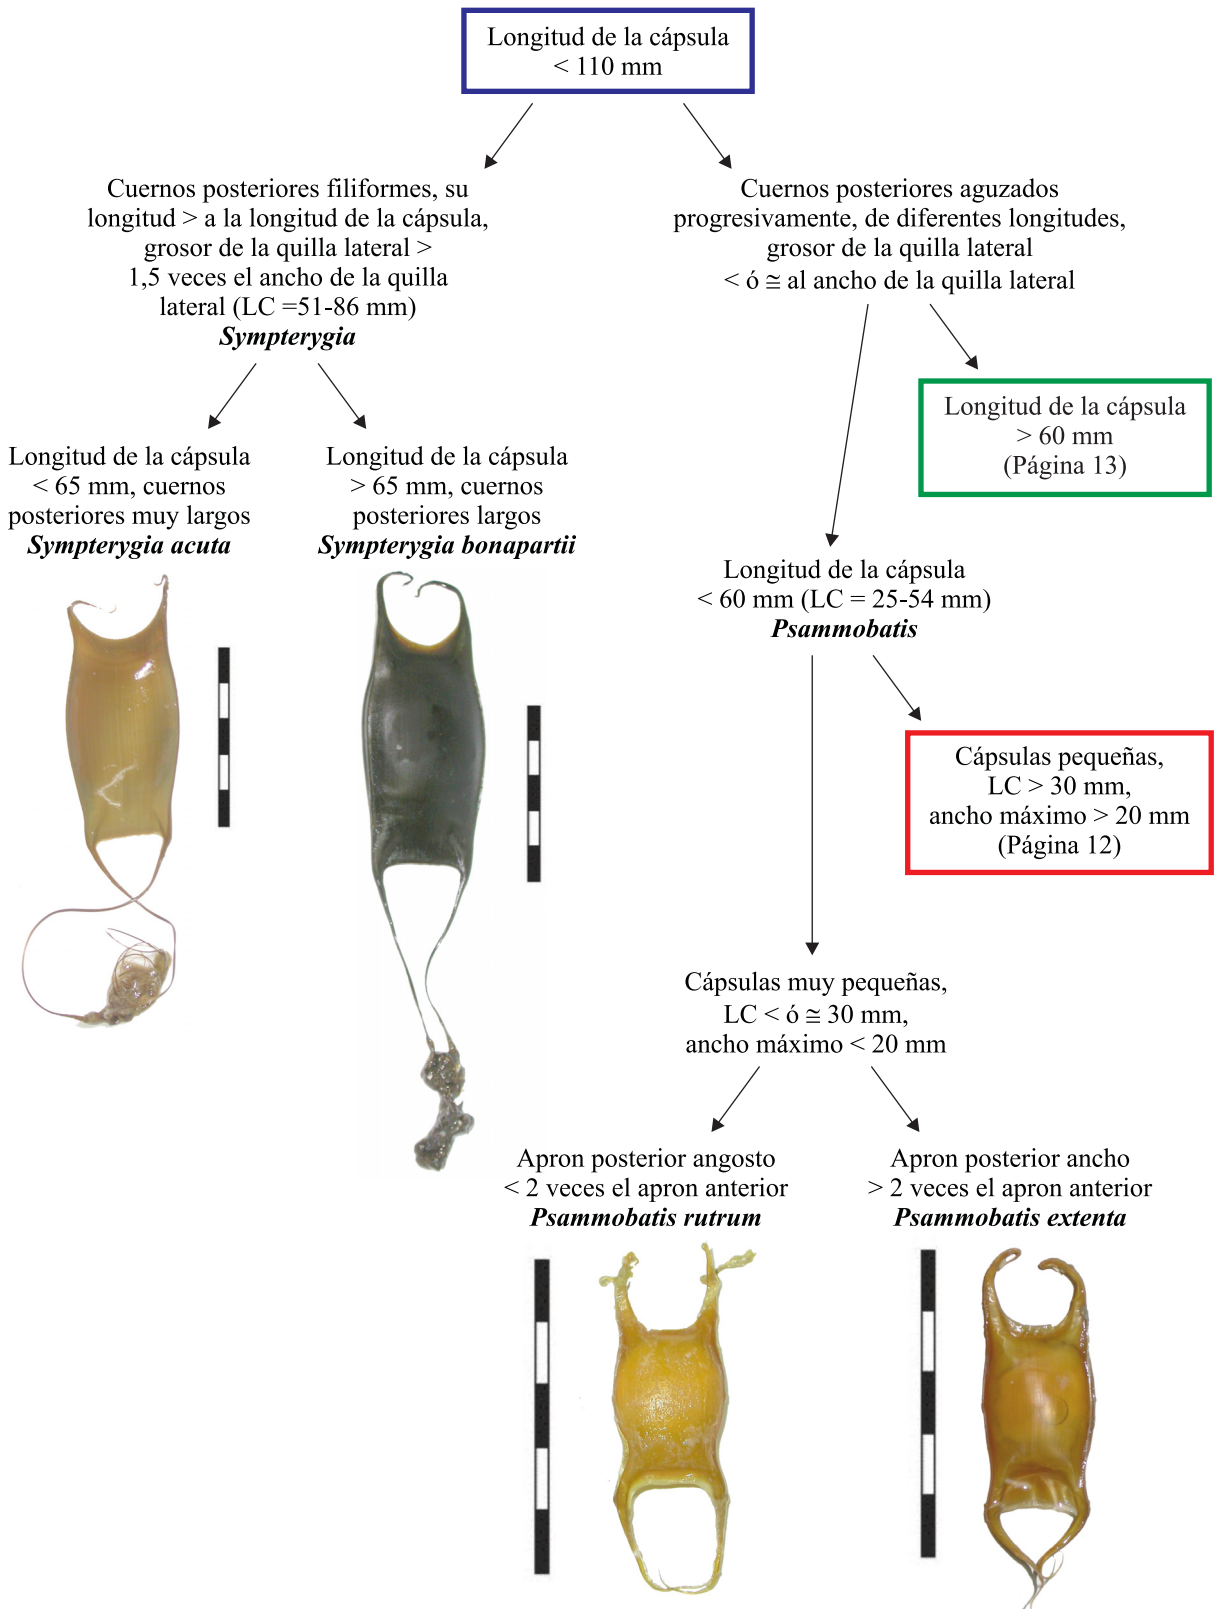 Longitud de la cápsula
< 110 mm
Cuernos posteriores filiformes, su
longitud > a la longitud de la cápsula,
grosor de la quilla lateral >
1,5 veces el ancho de la quilla
lateral (LC =51-86 mm)
Sympterygia
Cuernos posteriores aguzados
progresivamente, de diferentes longitudes,
grosor de la quilla lateral
< ó ≅ al ancho de la quilla lateral
Longitud de la cápsula
> 60 mm
(Página 13)
Longitud de la cápsula
< 65 mm, cuernos
posteriores muy largos
Sympterygia acuta
Longitud de la cápsula
> 65 mm, cuernos
posteriores largos
Sympterygia bonapartii
Longitud de la cápsula
< 60 mm (LC = 25-54 mm)
Psammobatis
Cápsulas pequeñas,
LC > 30 mm,
ancho máximo > 20 mm
(Página 12)
Cápsulas muy pequeñas,
LC < ó ≅ 30 mm,
ancho máximo < 20 mm
Apron posterior angosto
< 2 veces el apron anterior
Psammobatis rutrum
Apron posterior ancho
> 2 veces el apron anterior
Psammobatis extenta